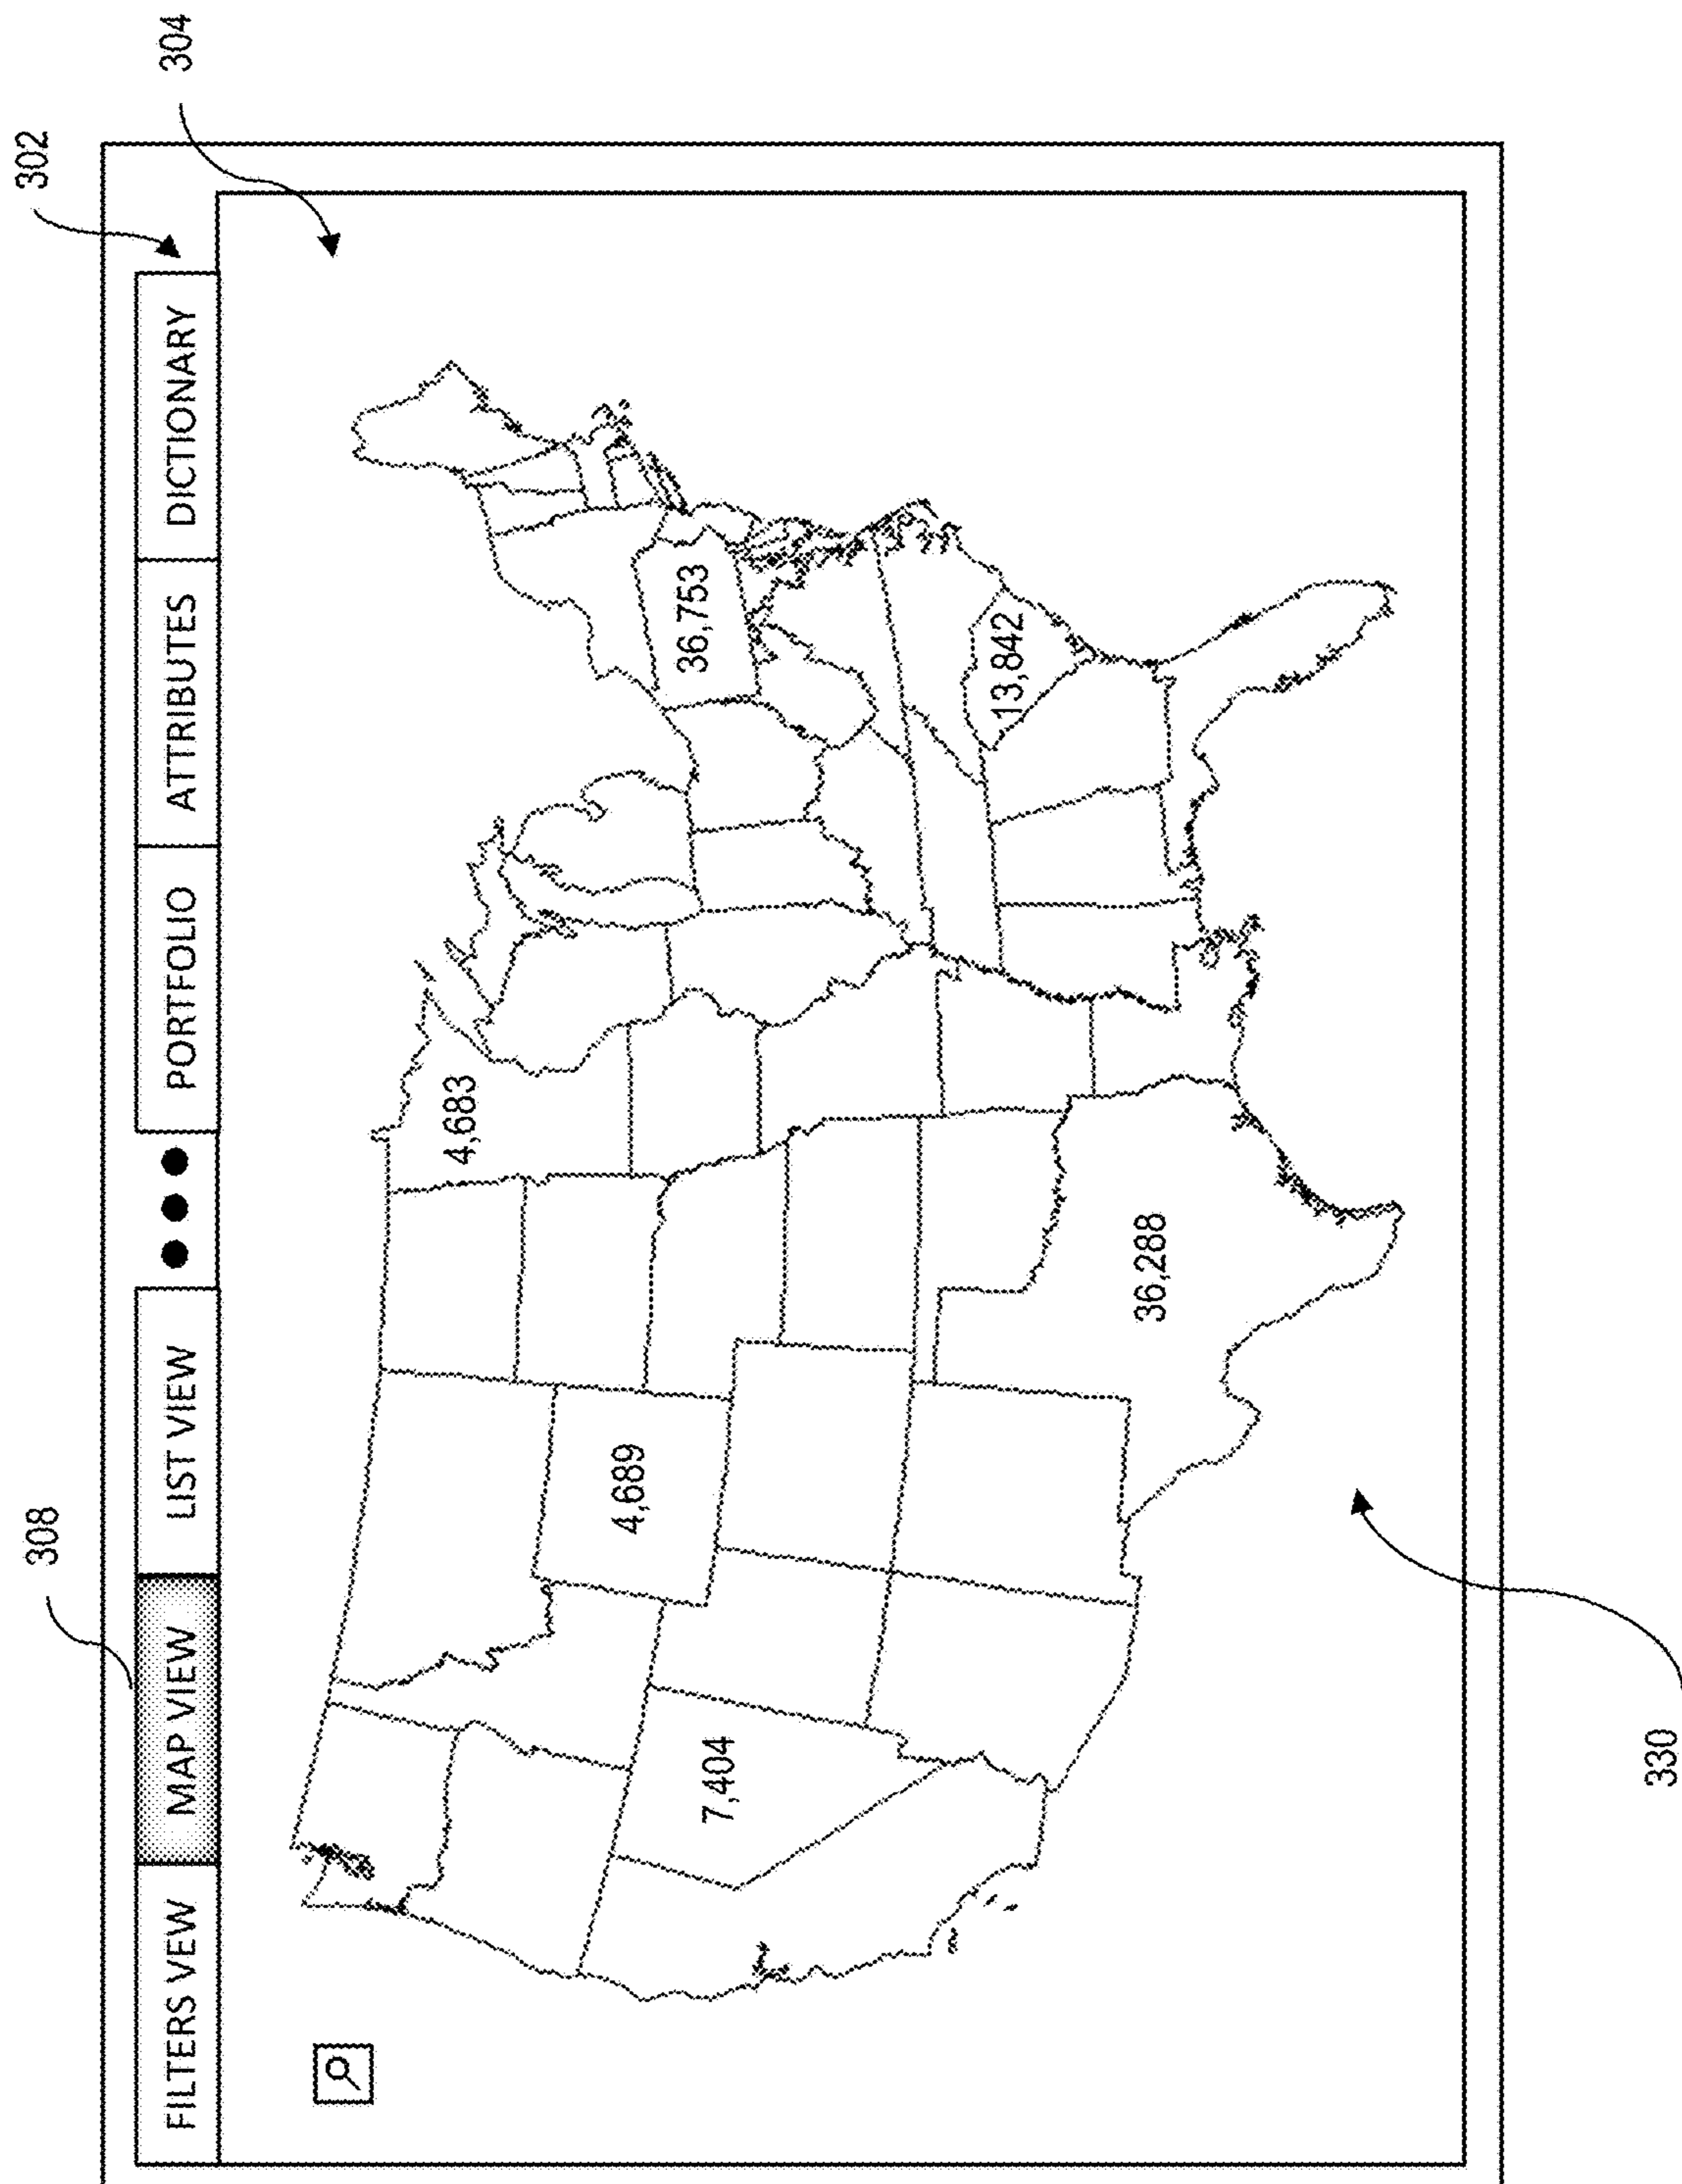 302
304
308
FILTERS VEW
MAP VIEW
LIST VIEW
PORTFOLIO
ATTRIBUTES
DICTIONARY
4,683
4,689
36,753
7,404
13,842
36,288
330